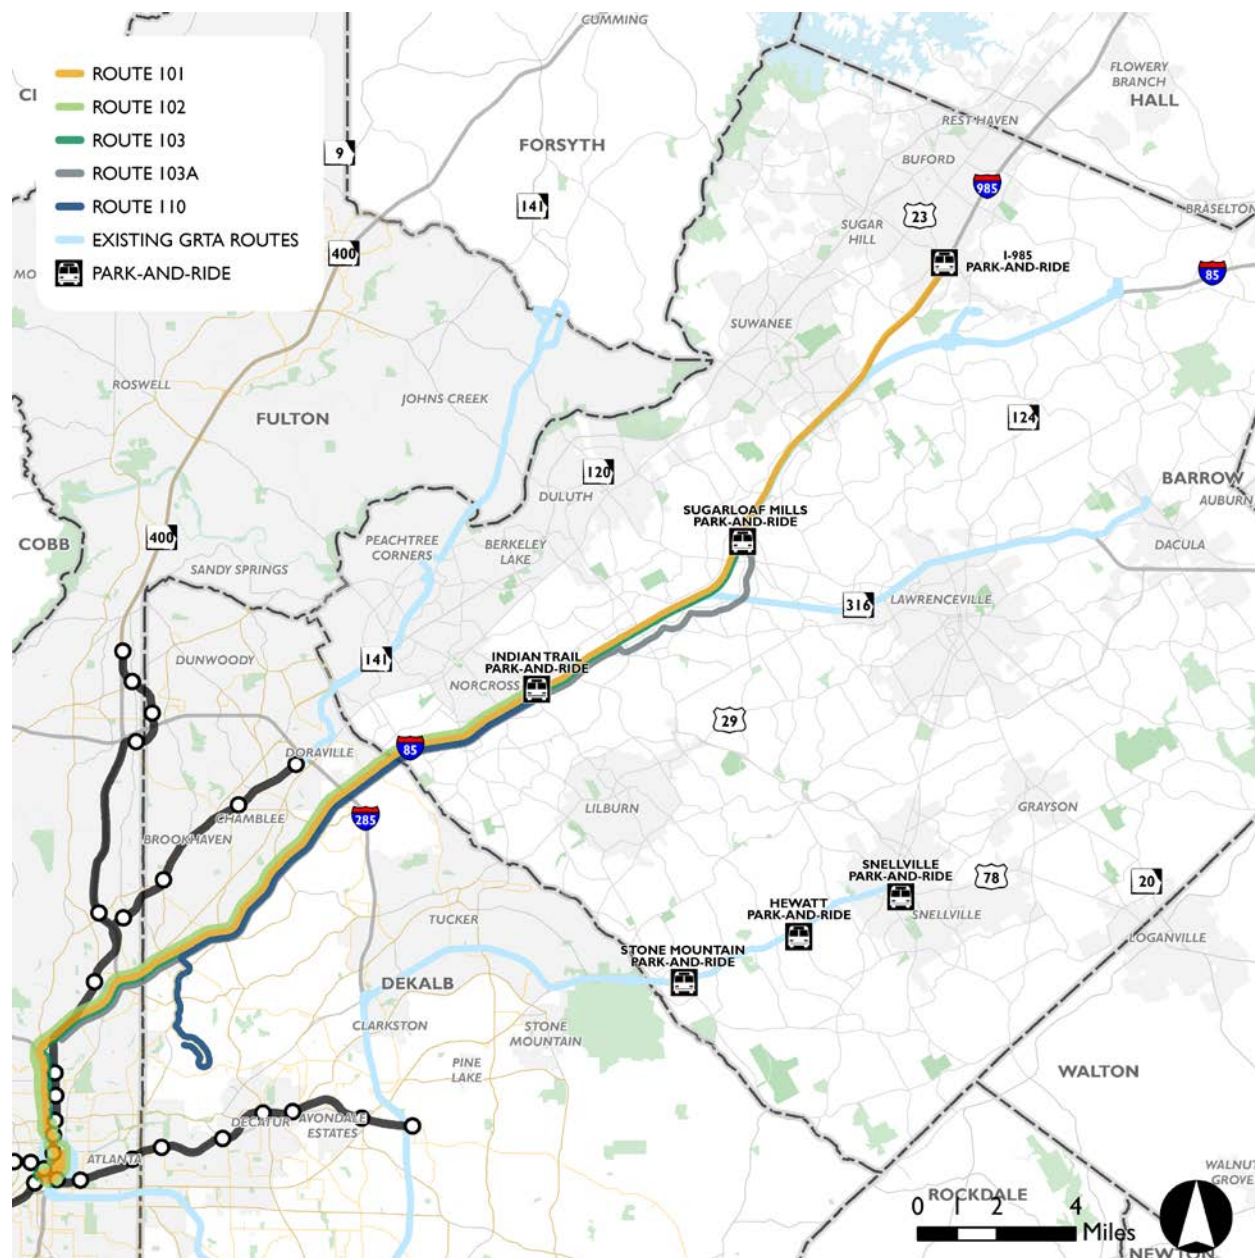 ROUTE 101
ROUTE 102
ROUTE 103
ROUTE 103A
ROUTE 110
EXISTING GRTA ROUTES
PARK-AND-RIDE
CUMMING
FLOWERY
BRANCH
HALL
REST HAVEN
FORSYTH
9
BUFORD
985
141
23
SUGAR
HILL
BRASELTON
400
I-985
PARK-AND-RIDE
85
SUWANEE
ROSWELL
JOHNS CREEK
FULTON
124
120
DULUTH
BARROW
AUBURN
SUGARLOAF MILLS
PARK-AND-RIDE
COBB
400
PEACHTREE
CORNERS
BERKELEY
LAKE
DACULA
SANDY SPRINGS
316
LAWRENCEVILLE
DUNWOODY
141
INDIAN TRAIL
PARK-AND-RIDE
NORCROSS
29
DORAVILLE
85
CHAMBLEE
285
LILBURN
GRAYSON
BROOKHAVEN
SNELLVILLE
PARK-AND-RIDE
78
20
HEWATT
PARK-AND-RIDE
SNELLVILLE
TUCKER
LOGANVILLE
STONE MOUNTAIN
PARK-AND-RIDE
DEKALB
CLARKSTON
STONE
MOUNTAIN
PINE
LAKE
WALTON
DECATUR
AVONDALE
ESTATES
ATLANTA
WALNUT
GROVE
ROCKDALE
0 1 2 4
Miles
NEWTON